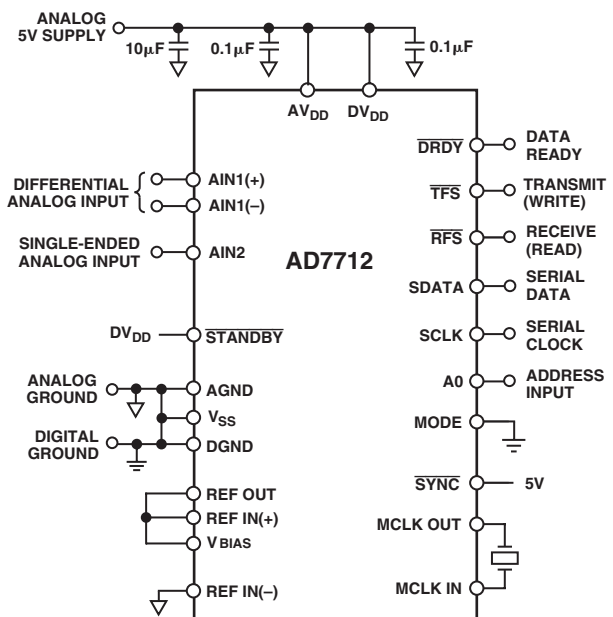 ANALOG
5V SUPPLY
10μF
0.1μF
0.1μF
AVDD
DVDD
DRDY
DATA
READY
DIFFERENTIAL
ANALOG INPUT
AIN1(+)
AIN1(–)
TFS
TRANSMIT
(WRITE)
RFS
RECEIVE
(READ)
SINGLE-ENDED
ANALOG INPUT
AIN2
AD7712
SDATA
SERIAL
DATA
DVDD
STANDBY
SCLK
SERIAL
CLOCK
ANALOG
GROUND
AGND
A0
ADDRESS
INPUT
VSS
MODE
DIGITAL
GROUND
DGND
SYNC
5V
REF OUT
REF IN(+)
VBIAS
MCLK OUT
REF IN(–)
MCLK IN